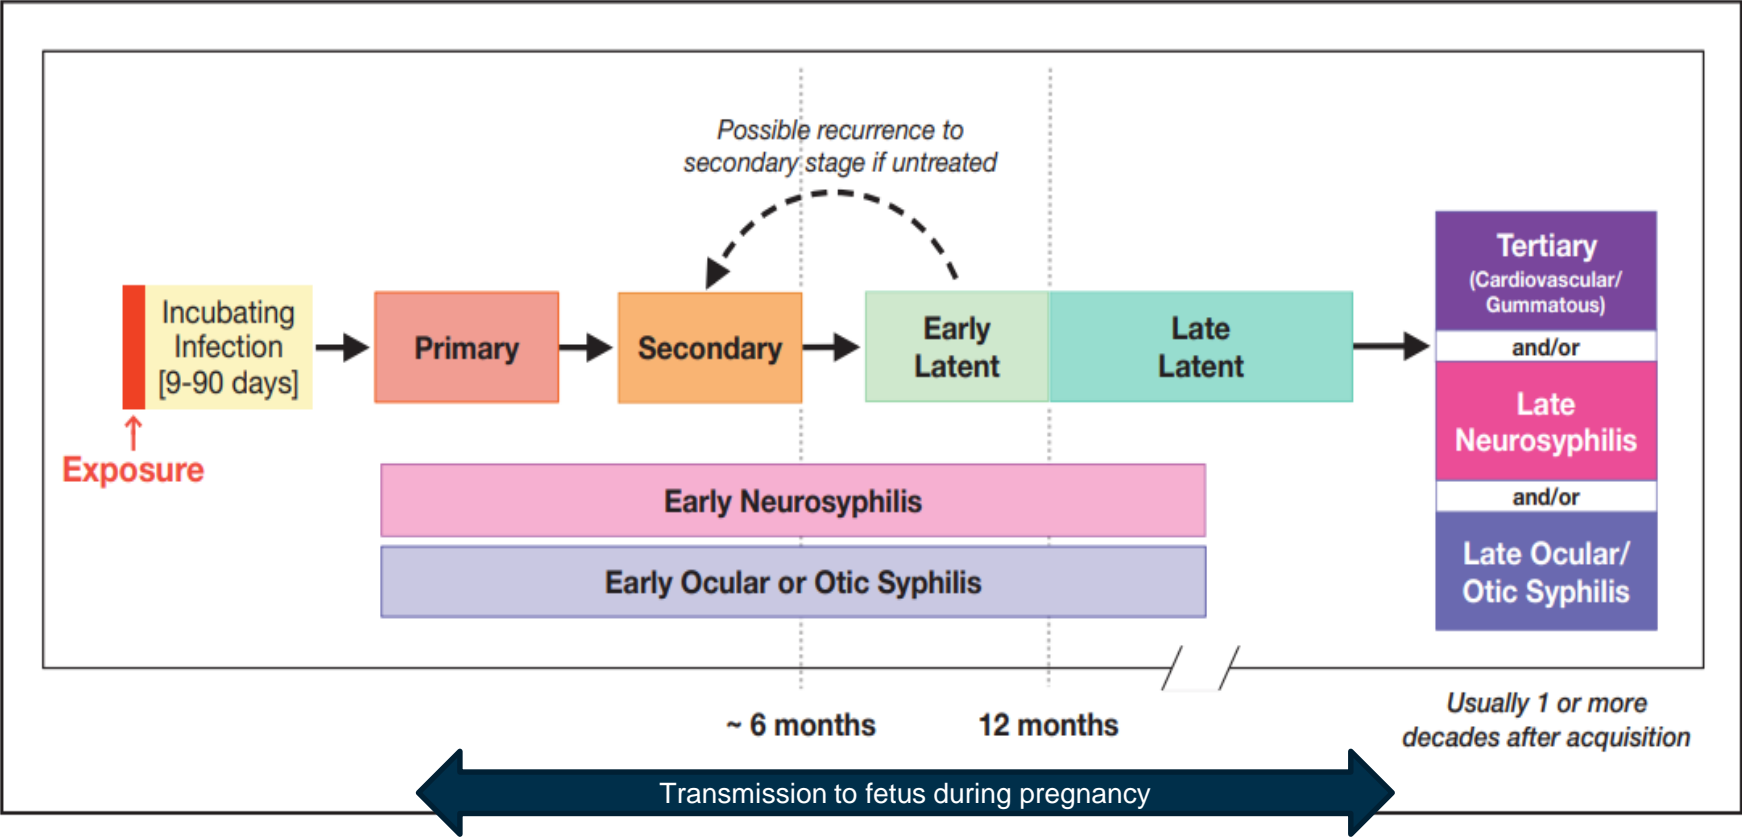 Possible recurrence to
secondary stage if untreated
Incubating
Infection
[9-90 days]
Exposure
Primary
Secondary
Early
Latent
Late
Latent
Tertiary
(Cardiovascular/
Gummatous)
and/or
Late
Neurosyphilis
and/or
Late Ocular/
Otic Syphilis
Early Neurosyphilis
Early Ocular or Otic Syphilis
~ 6 months
12 months
Usually 1 or more
decades after acquisition
Transmission to fetus during pregnancy